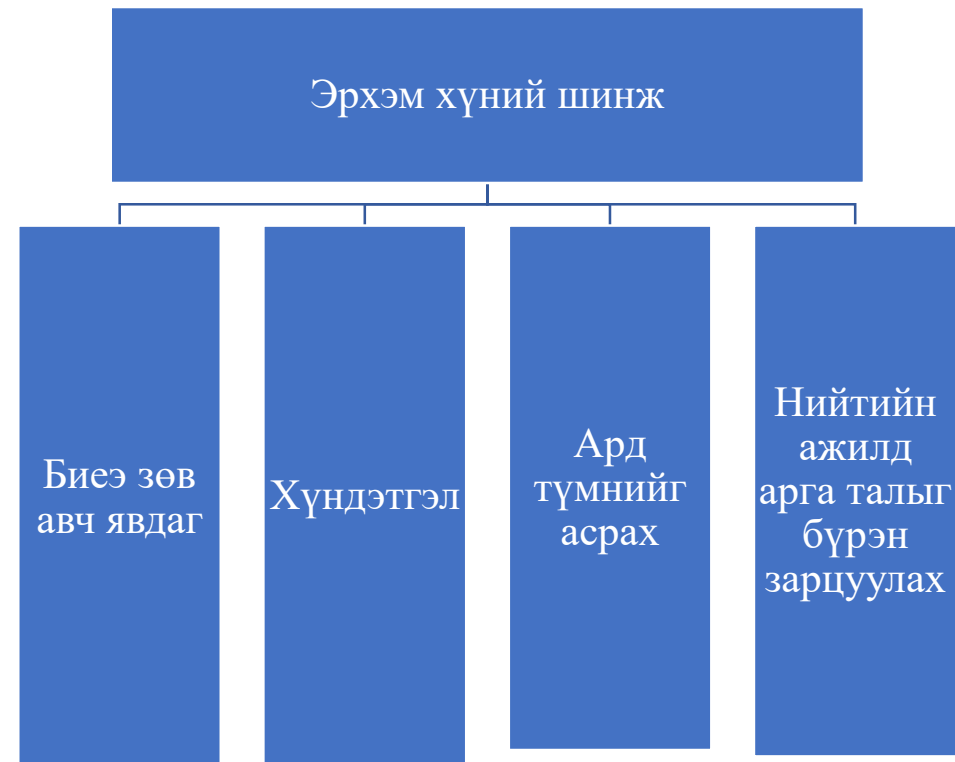 Эрхэм хүний шинж
Биеэ зөв
авч явдаг
Хүндэтгэл
Ард
түмнийг
асрах
Нийтийн
ажилд
арга талыг
бүрэн
зарцуулах